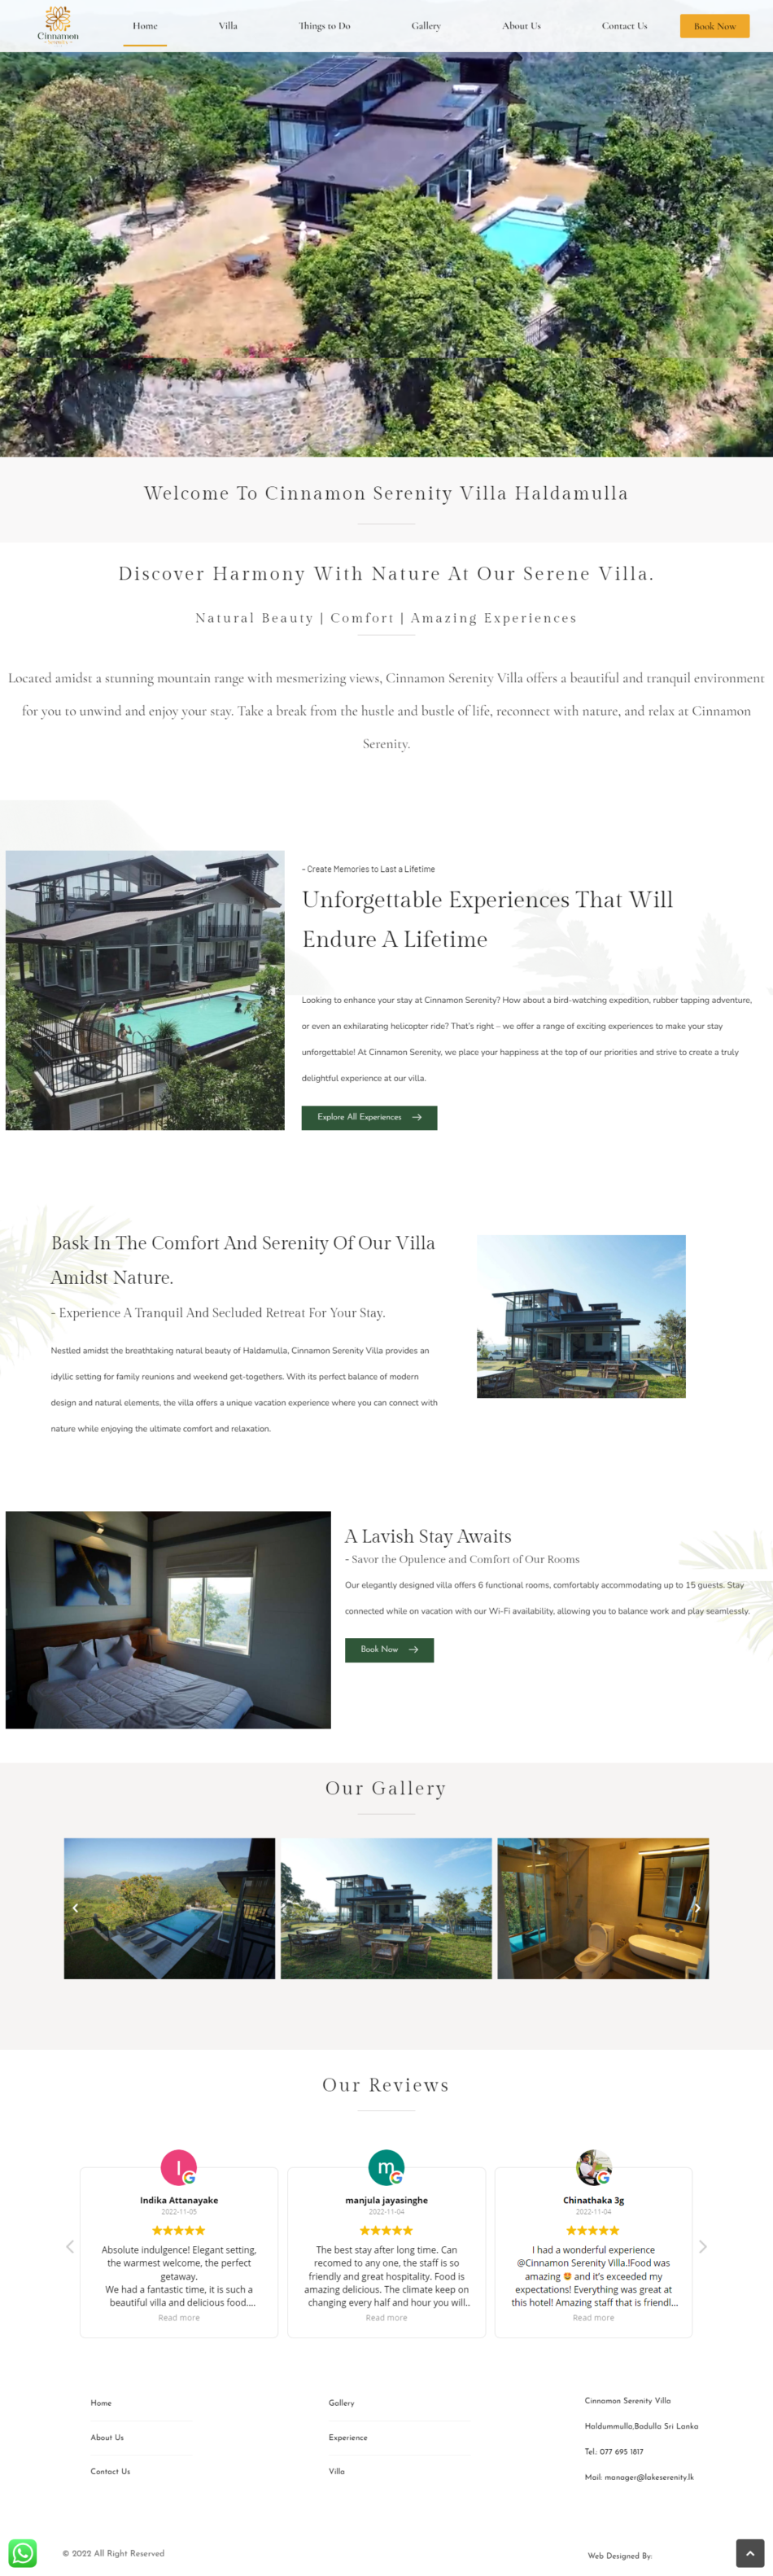 Cinnamon
Home
Villa
Things to Do
Gallery
About Us
Contact Us
Book Now
Welcome To Cinnamon Serenity Villa Haldamulla
Discover Harmony With Nature At Our Serene Villa.
Natural Beauty | Comfort | Amazing Experiences
Located amidst a stunning mountain range with mesmerizing views, Cinnamon Serenity Villa offers a beautiful and tranquil environment
for you to unwind and enjoy your stay. Take a break from the hustle and bustle of life, reconnect with nature, and relax at Cinnamon
Serenity.
- Create Memories to Last a Lifetime
Unforgettable Experiences That Will
Endure A Lifetime
Looking to enhance your stay at Cinnamon Serenity? How about a bird-watching expedition, rubber tapping adventure,
or even an exhilarating helicopter ride? That's right – we offer a range of exciting experiences to make your stay
unforgettable! At Cinnamon Serenity, we place your happiness at the top of our priorities and strive to create a truly
delightful experience at our villa.
Explore All Experiences →
Bask In The Comfort And Serenity Of Our Villa
Amidst Nature.
- Experience A Tranquil And Secluded Retreat For Your Stay.
Nestled amidst the breathtaking natural beauty of Haldamulla, Cinnamon Serenity Villa provides an
idyllic setting for family reunions and weekend get-togethers. With its perfect balance of modern
design and natural elements, the villa offers a unique vacation experience where you can connect with
nature while enjoying the ultimate comfort and relaxation.
A Lavish Stay Awaits
- Savor the Opulence and Comfort of Our Rooms
Our elegantly designed villa offers 6 functional rooms, comfortably accommodating up to 15 guests. Stay
connected while on vacation with our Wi-Fi availability, allowing you to balance work and play seamlessly.
Book Now →
Our Gallery
Our Reviews
I
Indika Attanayake
2022-11-05
Absolute indulgence! Elegant setting,
the warmest welcome, the perfect
getaway.
We had a fantastic time, it is such a
beautiful villa and delicious food....
Read more
m
manjula jayasinghe
2022-11-04
The best stay after long time. Can
recomed to any one, the staff is so
friendly and great hospitality. Food is
amazing delicious. The climate keep on
changing every half and hour you will..
Read more
Chinathaka 3g
2022-11-04
I had a wonderful experience
@Cinnamon Serenity Villa.!Food was
amazing 🤩 and it's exceeded my
expectations! Everything was great at
this hotel! Amazing staff that is friendl...
Read more
Home
About Us
Contact Us
Gallery
Experience
Villa
Cinnamon Serenity Villa
Haldummulla,Badulla Sri Lanka
Tel: 077 695 1817
Mail: manager@lakeserenity.lk
© 2022 All Right Reserved
Web Designed By: